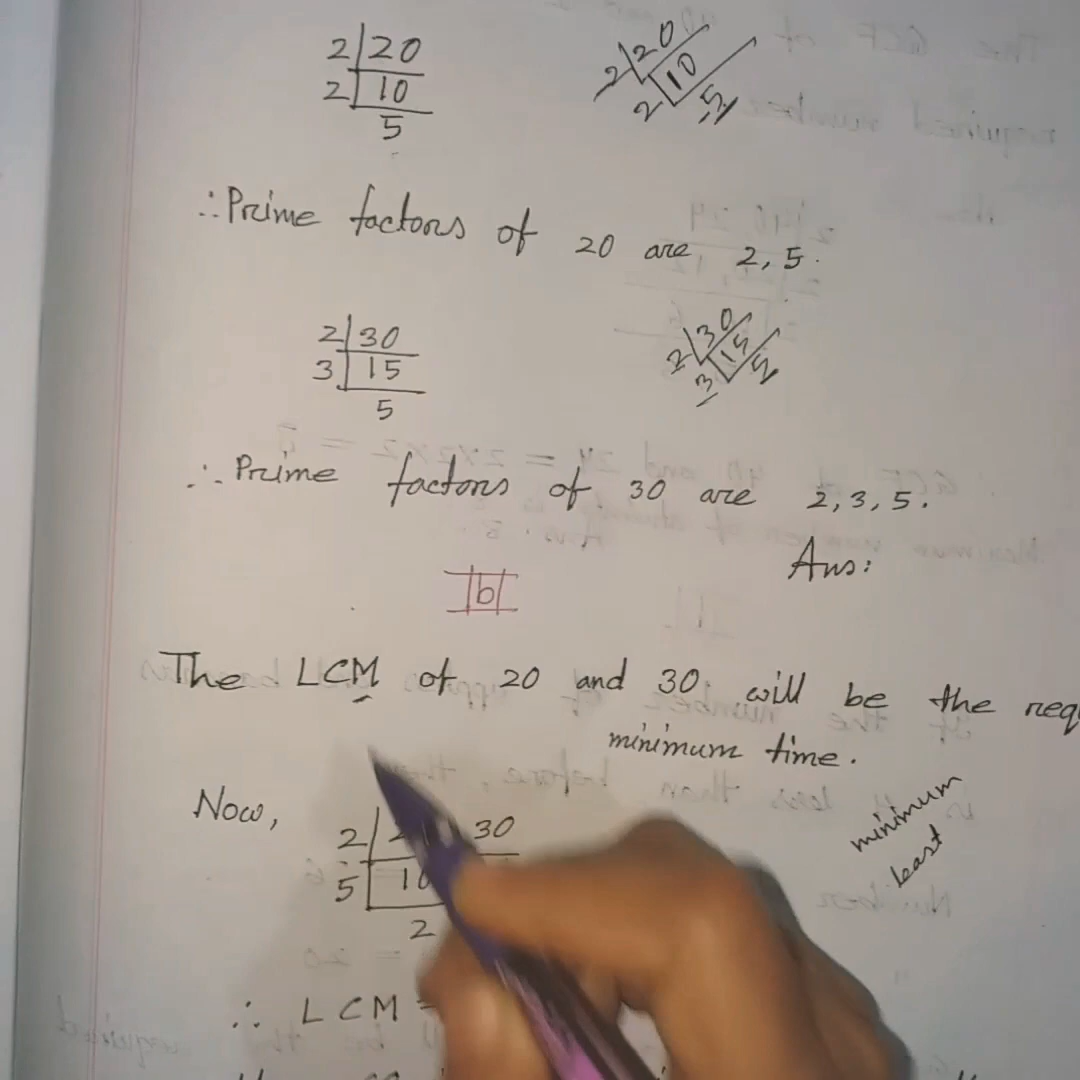 2 20 2 20
2 10 2 10
5 5
∴ Prime factors of 20 are 2, 5.
2 30 2 30
3 15 3 15
5 5
∴ Prime factors of 30 are 2, 3, 5.
Ans:
b
The LCM of 20 and 30 will be the req
minimum time.
minimum
least
Now,
2 30
5 10
2
∴ LCM =